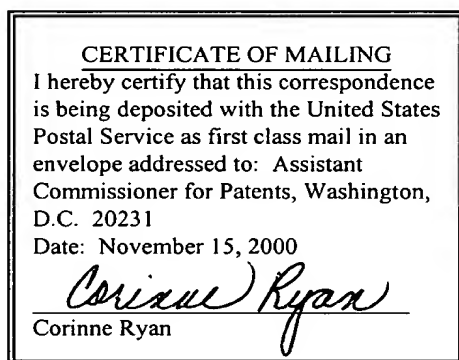 CERTIFICATE OF MAILING
I hereby certify that this correspondence
is being deposited with the United States
Postal Service as first class mail in an
envelope addressed to: Assistant
Commissioner for Patents, Washington,
D.C. 20231
Date: November 15, 2000
Corinne Ryan
Corinne Ryan